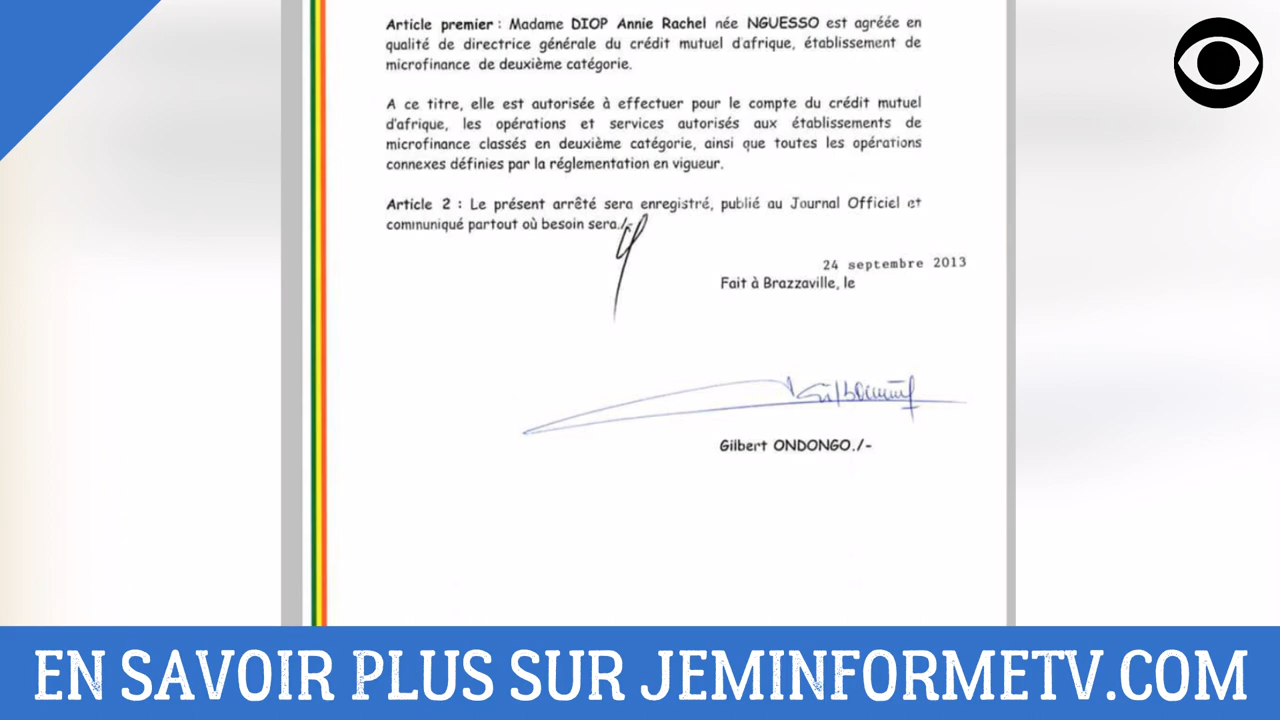 Article premier : Madame DIOP Annie Rachel née NGUESSO est agréée en
qualité de directrice générale du crédit mutuel d'afrique, établissement de
microfinance de deuxième catégorie.
A ce titre, elle est autorisée à effectuer pour le compte du crédit mutuel
d'afrique, les opérations et services autorisés aux établissements de
microfinance classés en deuxième catégorie, ainsi que toutes les opérations
connexes définies par la réglementation en vigueur.
Article 2 : Le présent arrêté sera enregistré, publié au Journal Officiel et
communiqué partout où besoin sera./-
24 septembre 2013
Fait à Brazzaville, le
Gilbert ONDONGO./-
EN SAVOIR PLUS SUR JEMINFORMETV.COM